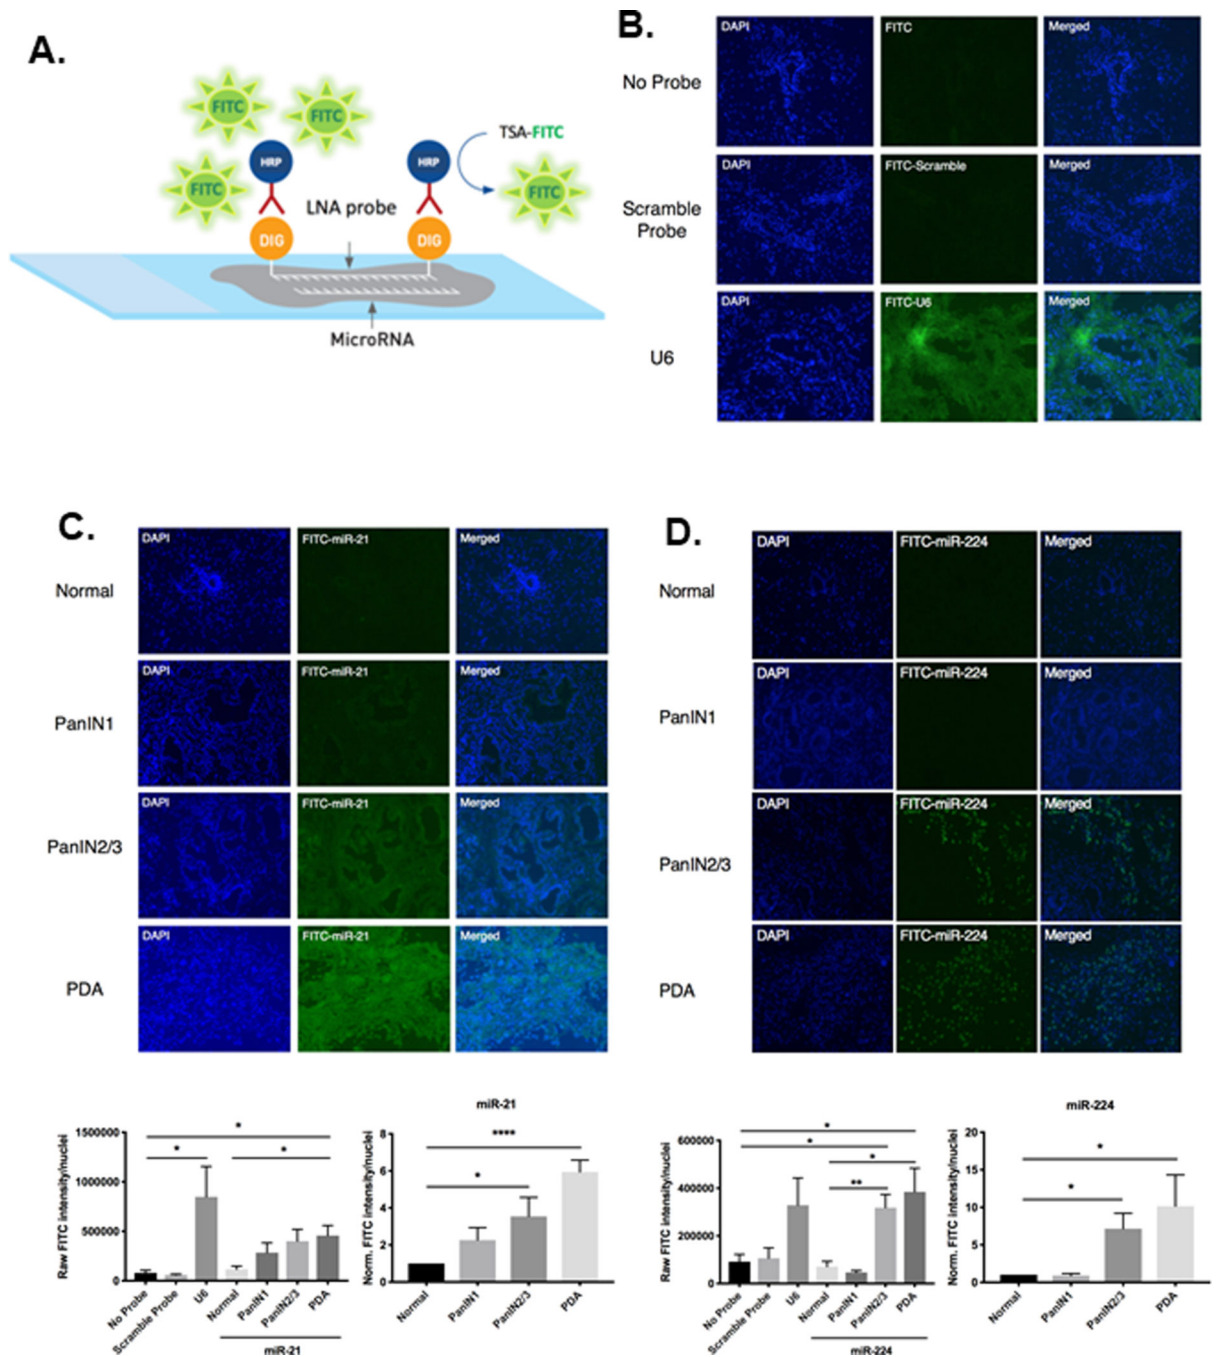 A.
FITC
FITC
FITC
HRP
HRP
TSA-FITC
FITC
LNA probe
DIG
DIG
MicroRNA
B.
No Probe
DAPI
FITC
Merged
Scramble
Probe
DAPI
FITC-Scramble
Merged
U6
DAPI
FITC-U6
Merged
C.
Normal
DAPI
FITC-miR-21
Merged
PanIN1
DAPI
FITC-miR-21
Merged
PanIN2/3
DAPI
FITC-miR-21
Merged
PDA
DAPI
FITC-miR-21
Merged
Raw FITC intensity/nuclei
1500000
1000000
500000
0
*
*
*
No Probe
Scramble Probe
U6
Normal
PanIN1
PanIN2/3
PDA
miR-21
miR-21
Norm. FITC intensity/nuclei
8
6
4
2
0
****
*
Normal
PanIN1
PanIN2/3
PDA
D.
Normal
DAPI
FITC-miR-224
Merged
PanIN1
DAPI
FITC-miR-224
Merged
PanIN2/3
DAPI
FITC-miR-224
Merged
PDA
DAPI
FITC-miR-224
Merged
Raw FITC intensity/nuclei
600000
400000
200000
0
*
*
*
**
No Probe
Scramble Probe
U6
Normal
PanIN1
PanIN2/3
PDA
miR-224
miR-224
Norm. FITC intensity/nuclei
20
15
10
5
0
*
*
Normal
PanIN1
PanIN2/3
PDA